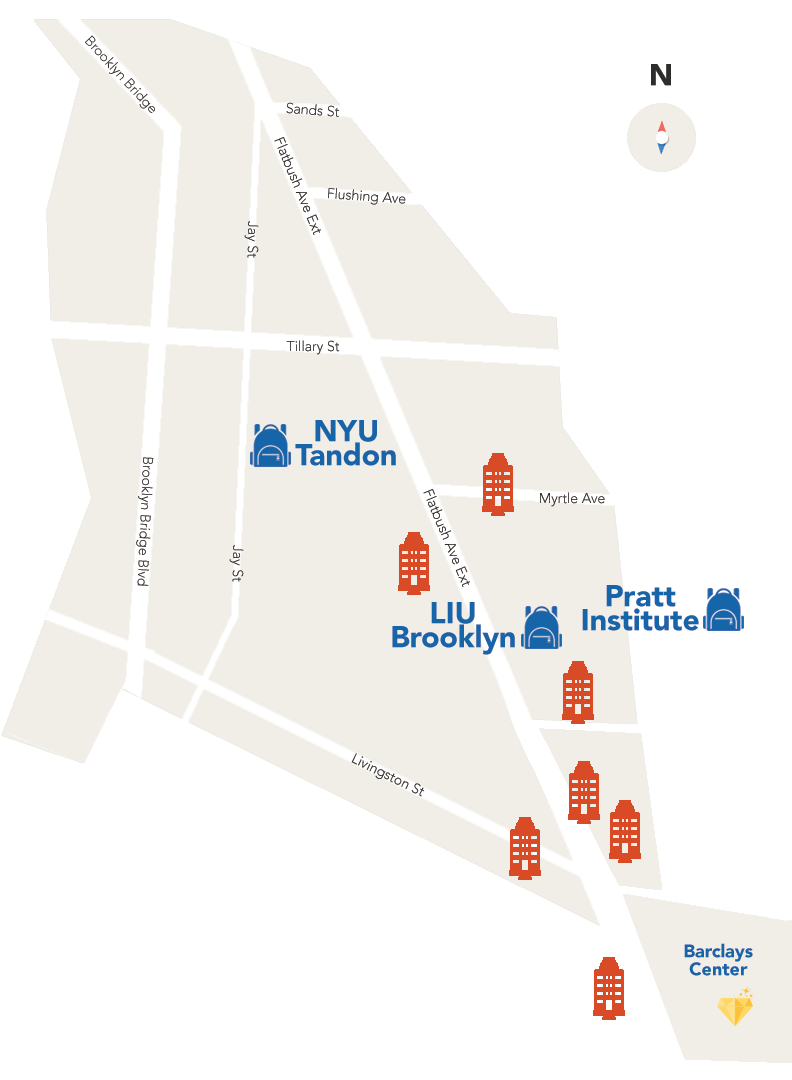 N
Brooklyn Bridge
Sands St
Flatbush Ave Ext
Flushing Ave
Jay St
Tillary St
NYU
Tandon
Brooklyn Bridge Blvd
Flatbush Ave Ext
Myrtle Ave
Jay St
LIU
Brooklyn
Pratt
Institute
Livingston St
Barclays
Center